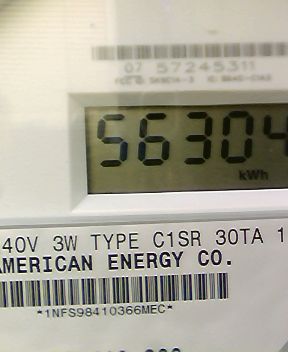 07 57245311
56304
kWh
40V 3W TYPE C1SR 30TA 1
AMERICAN ENERGY CO.
*1NFS98410366MEC*